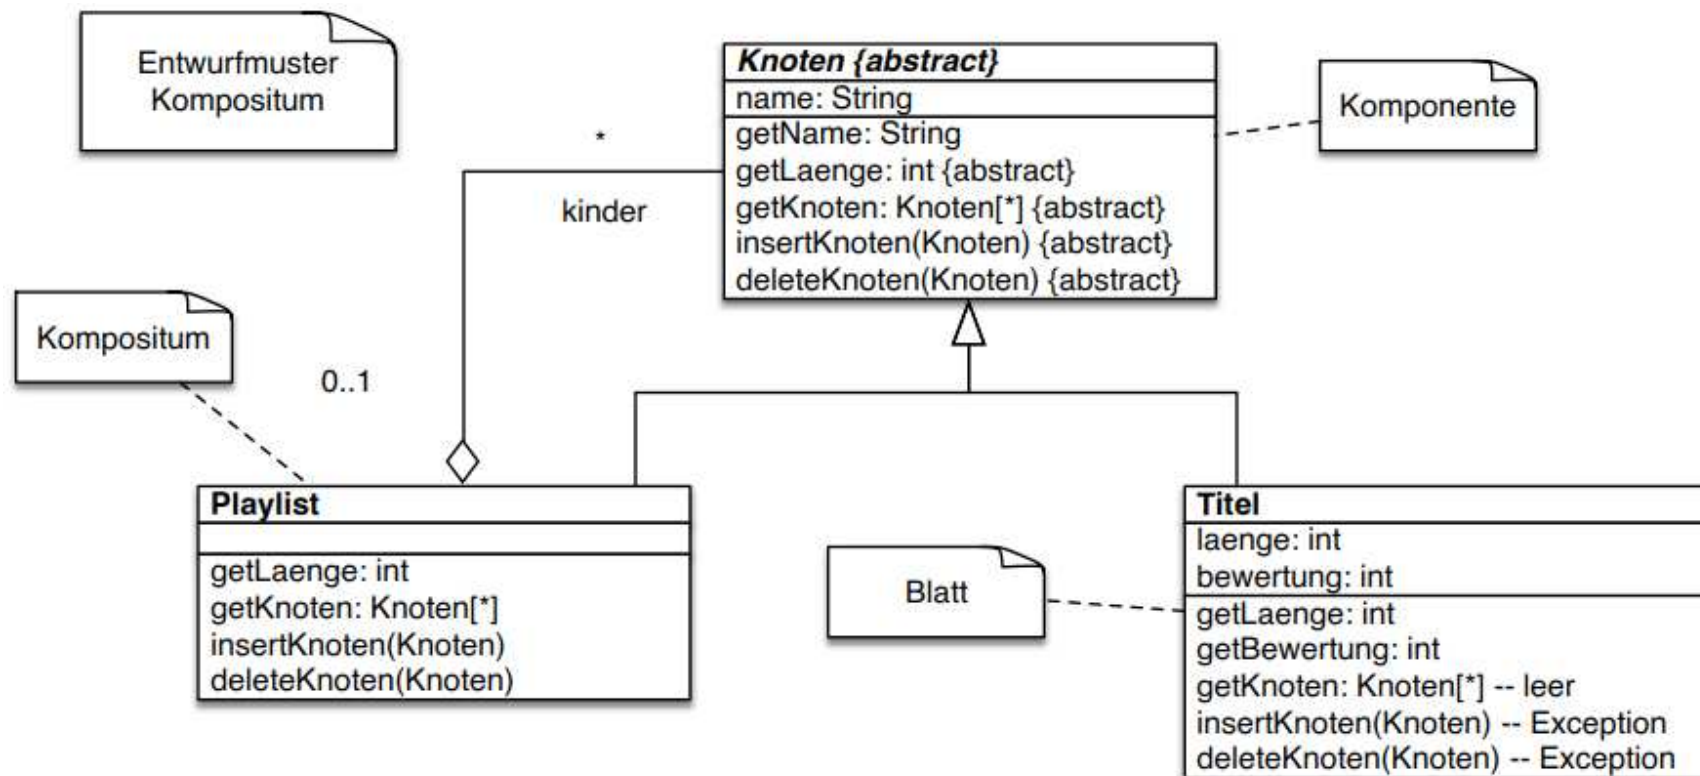 Entwurfmuster
Kompositum
Knoten {abstract}
name: String
getName: String
getLaenge: int {abstract}
getKnoten: Knoten[*] {abstract}
insertKnoten(Knoten) {abstract}
deleteKnoten(Knoten) {abstract}
Komponente
*
kinder
Kompositum
0..1
Playlist
getLaenge: int
getKnoten: Knoten[*]
insertKnoten(Knoten)
deleteKnoten(Knoten)
Blatt
Titel
laenge: int
bewertung: int
getLaenge: int
getBewertung: int
getKnoten: Knoten[*] -- leer
insertKnoten(Knoten) -- Exception
deleteKnoten(Knoten) -- Exception